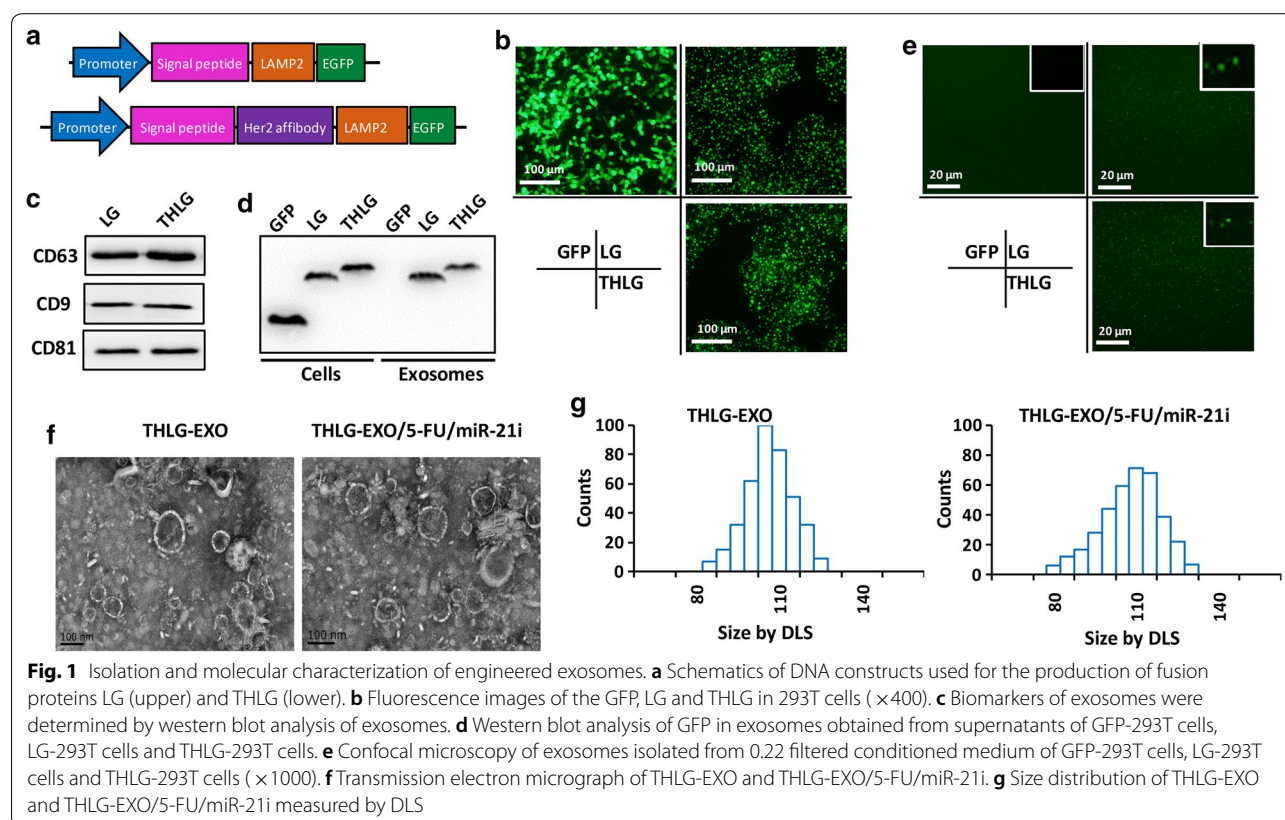 a
Promoter Signal peptide LAMP2 EGFP
Promoter Signal peptide Her2 affibody LAMP2 EGFP
b
100 µm
100 µm
GFP LG
THLG
100 µm
e
20 µm
20 µm
GFP LG
THLG
20 µm
c
LG THLG
CD63
CD9
CD81
d
GFP LG THLG GFP LG THLG
Cells Exosomes
f
THLG-EXO THLG-EXO/5-FU/miR-21i
100 nm
100 nm
g
THLG-EXO
Counts
100
80
60
40
20
0
80 110 140
Size by DLS
THLG-EXO/5-FU/miR-21i
Counts
100
80
60
40
20
0
80 110 140
Size by DLS
Fig. 1 Isolation and molecular characterization of engineered exosomes. a Schematics of DNA constructs used for the production of fusion
proteins LG (upper) and THLG (lower). b Fluorescence images of the GFP, LG and THLG in 293T cells (×400). c Biomarkers of exosomes were
determined by western blot analysis of exosomes. d Western blot analysis of GFP in exosomes obtained from supernatants of GFP-293T cells,
LG-293T cells and THLG-293T cells. e Confocal microscopy of exosomes isolated from 0.22 filtered conditioned medium of GFP-293T cells, LG-293T
cells and THLG-293T cells (×1000). f Transmission electron micrograph of THLG-EXO and THLG-EXO/5-FU/miR-21i. g Size distribution of THLG-EXO
and THLG-EXO/5-FU/miR-21i measured by DLS